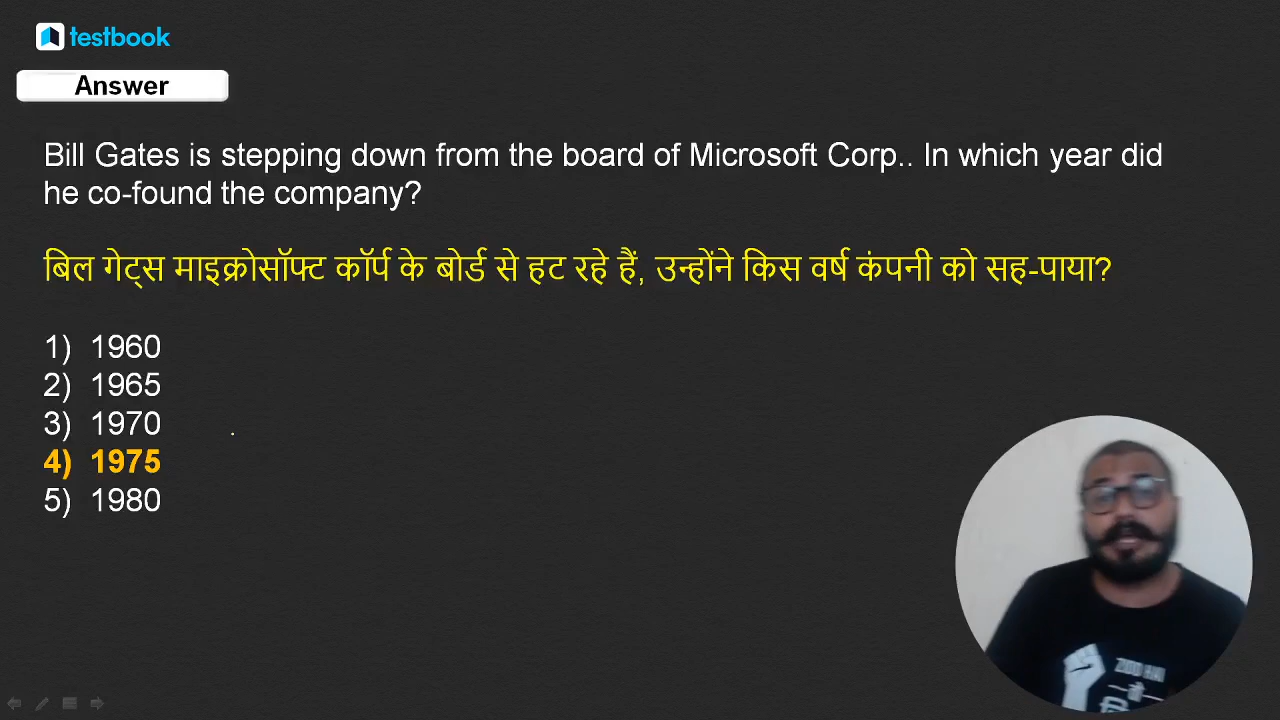 testbook
Answer
Bill Gates is stepping down from the board of Microsoft Corp.. In which year did
he co-found the company?
बिल गेट्स माइक्रोसॉफ्ट कॉर्प के बोर्ड से हट रहे हैं, उन्होंने किस वर्ष कंपनी को सह-पाया?
1) 1960
2) 1965
3) 1970
4) 1975
5) 1980